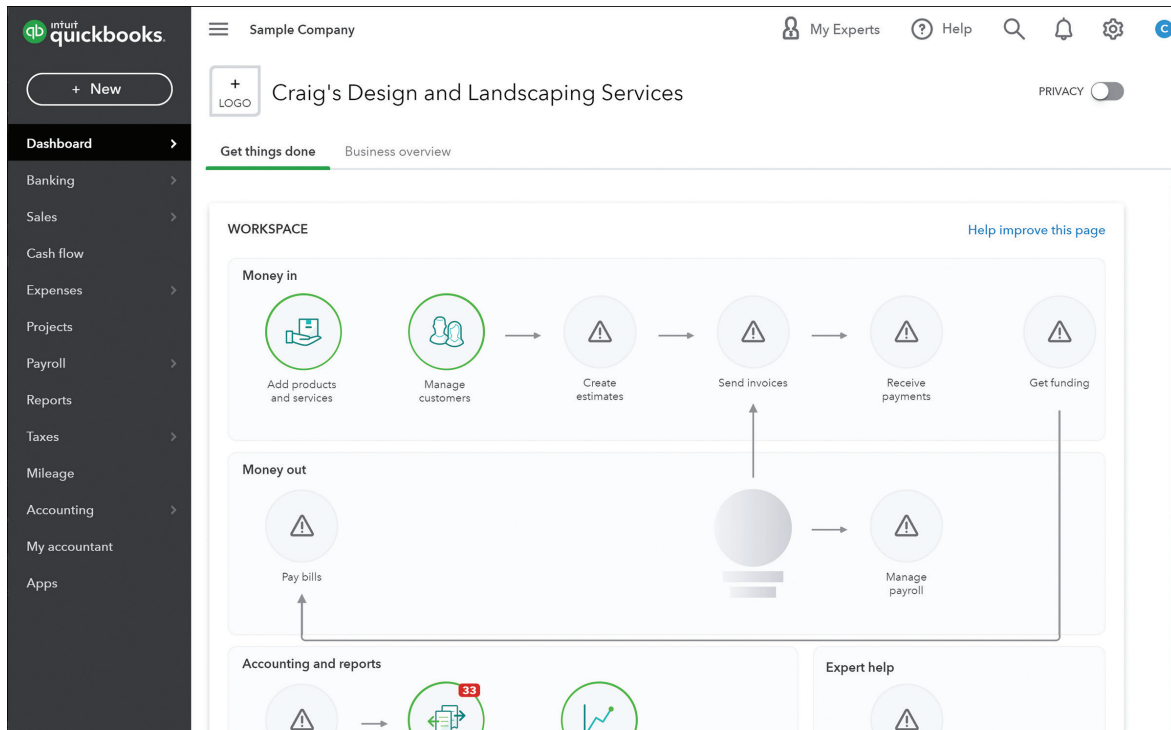 intuit
qb quickbooks.
Sample Company
My Experts
? Help
C
+ New
+
LOGO
Craig's Design and Landscaping Services
PRIVACY
Dashboard
Banking
Sales
Cash flow
Expenses
Projects
Payroll
Reports
Taxes
Mileage
Accounting
My accountant
Apps
Get things done
Business overview
WORKSPACE
Help improve this page
Money in
Add products
and services
Manage
customers
Create
estimates
Send invoices
Receive
payments
Get funding
Money out
Pay bills
Manage
payroll
Accounting and reports
33
Expert help